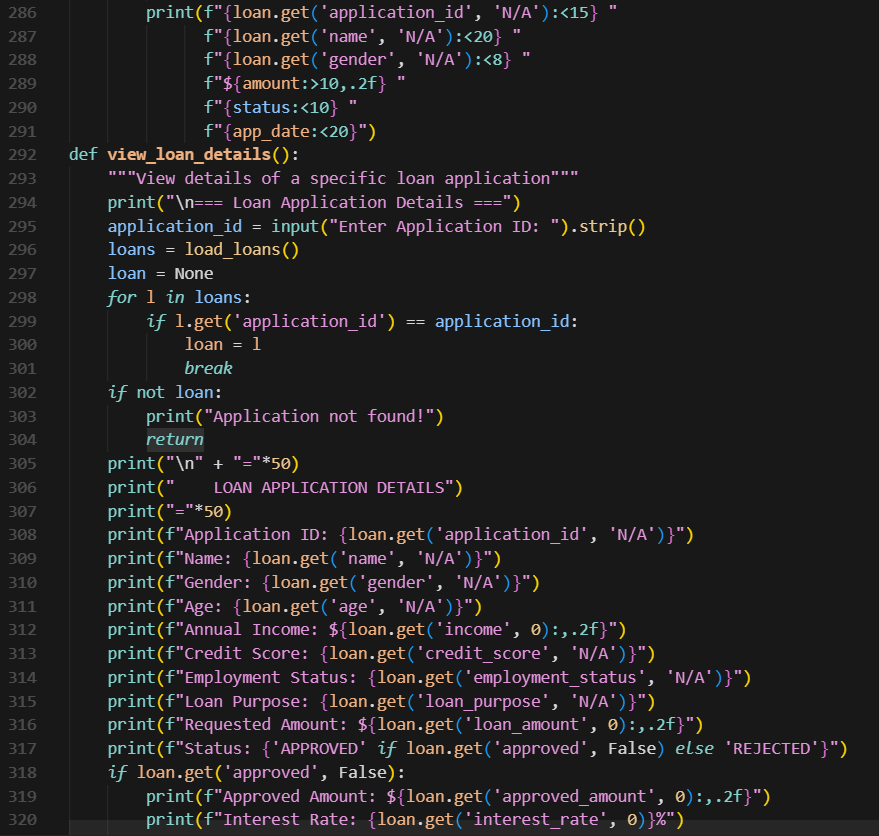 286            print(f"{loan.get('application_id', 'N/A'):<15} "
287                  f"{loan.get('name', 'N/A'):<20} "
288                  f"{loan.get('gender', 'N/A'):<8} "
289                  f"${amount:>10,.2f} "
290                  f"{status:<10} "
291                  f"{app_date:<20}")
292    def view_loan_details():
293        """View details of a specific loan application"""
294        print("\n=== Loan Application Details ===")
295        application_id = input("Enter Application ID: ").strip()
296        loans = load_loans()
297        loan = None
298        for l in loans:
299            if l.get('application_id') == application_id:
300                loan = l
301                break
302        if not loan:
303            print("Application not found!")
304            return
305        print("\n" + "="*50)
306        print("    LOAN APPLICATION DETAILS")
307        print("="*50)
308        print(f"Application ID: {loan.get('application_id', 'N/A')}")
309        print(f"Name: {loan.get('name', 'N/A')}")
310        print(f"Gender: {loan.get('gender', 'N/A')}")
311        print(f"Age: {loan.get('age', 'N/A')}")
312        print(f"Annual Income: ${loan.get('income', 0):,.2f}")
313        print(f"Credit Score: {loan.get('credit_score', 'N/A')}")
314        print(f"Employment Status: {loan.get('employment_status', 'N/A')}")
315        print(f"Loan Purpose: {loan.get('loan_purpose', 'N/A')}")
316        print(f"Requested Amount: ${loan.get('loan_amount', 0):,.2f}")
317        print(f"Status: {'APPROVED' if loan.get('approved', False) else 'REJECTED'}")
318        if loan.get('approved', False):
319            print(f"Approved Amount: ${loan.get('approved_amount', 0):,.2f}")
320            print(f"Interest Rate: {loan.get('interest_rate', 0)}%")